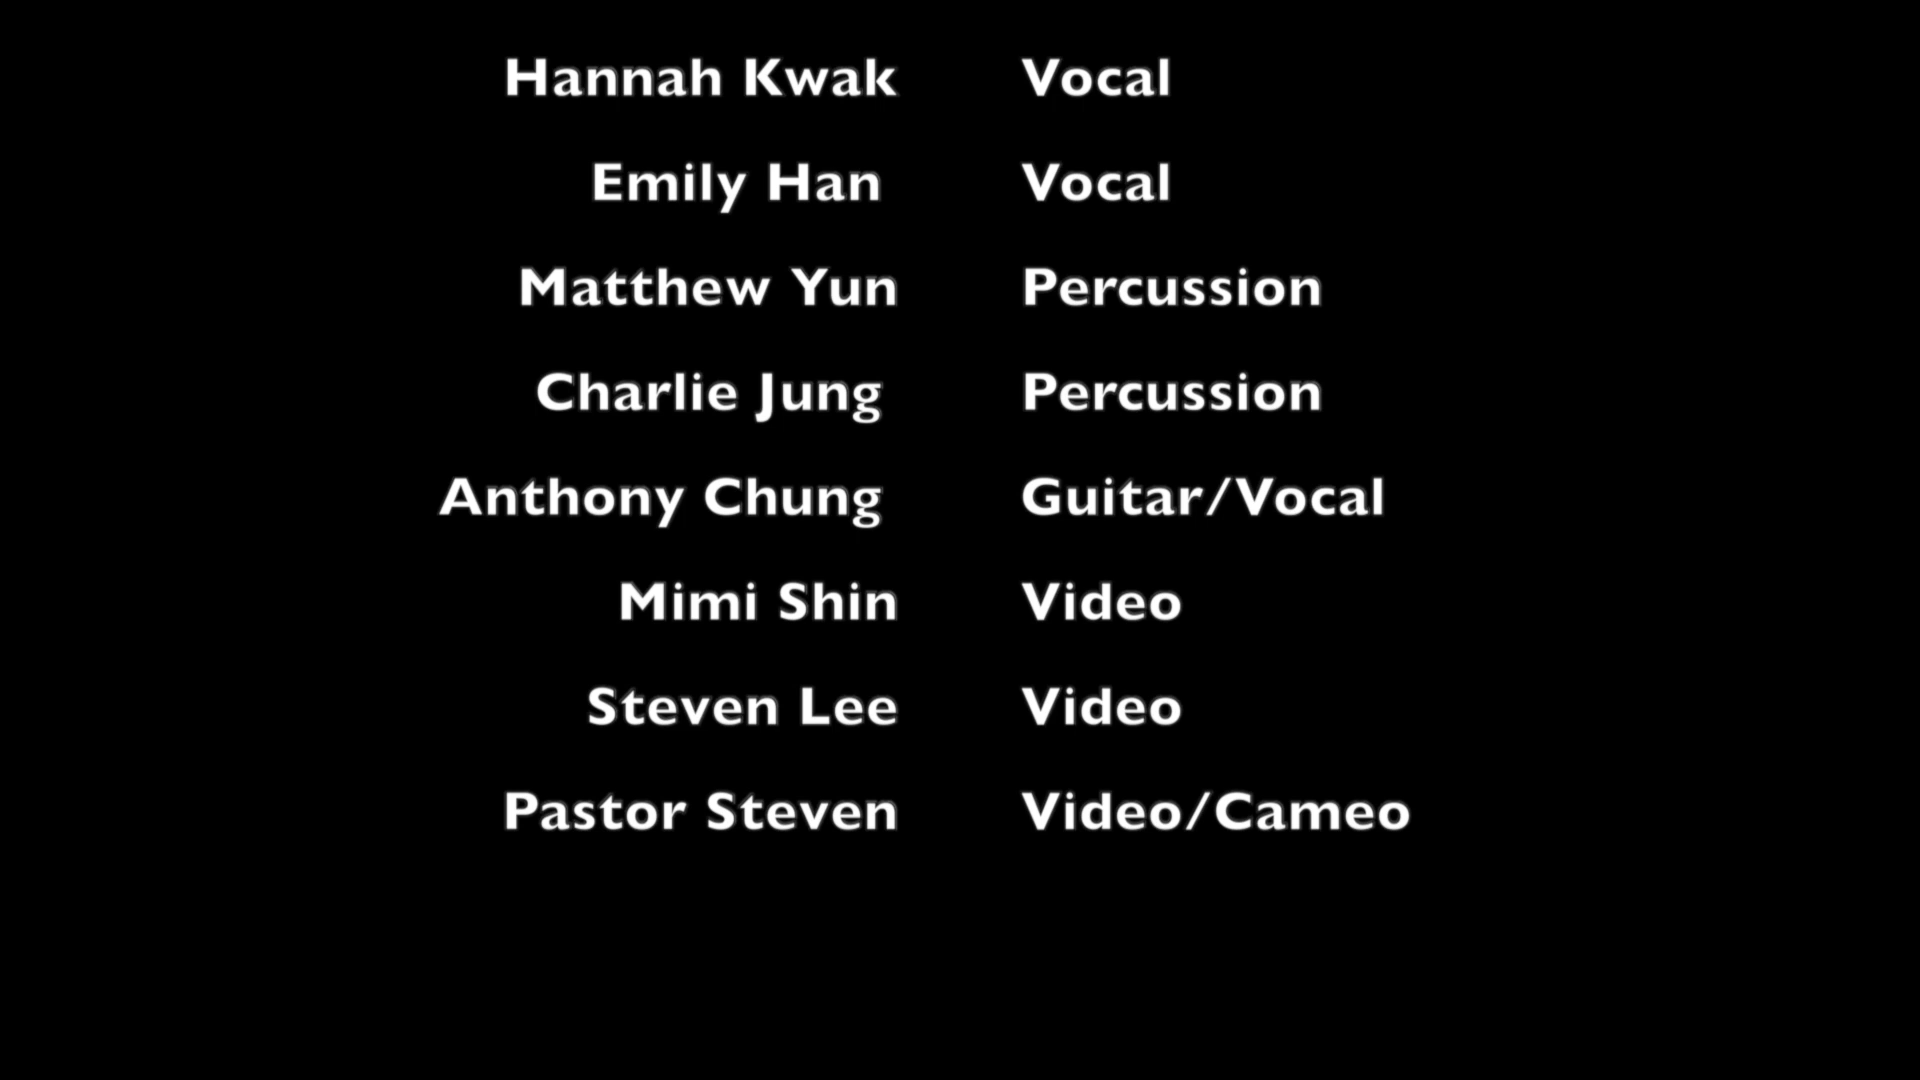 Hannah Kwak Vocal
Emily Han Vocal
Matthew Yun Percussion
Charlie Jung Percussion
Anthony Chung Guitar/Vocal
Mimi Shin Video
Steven Lee Video
Pastor Steven Video/Cameo